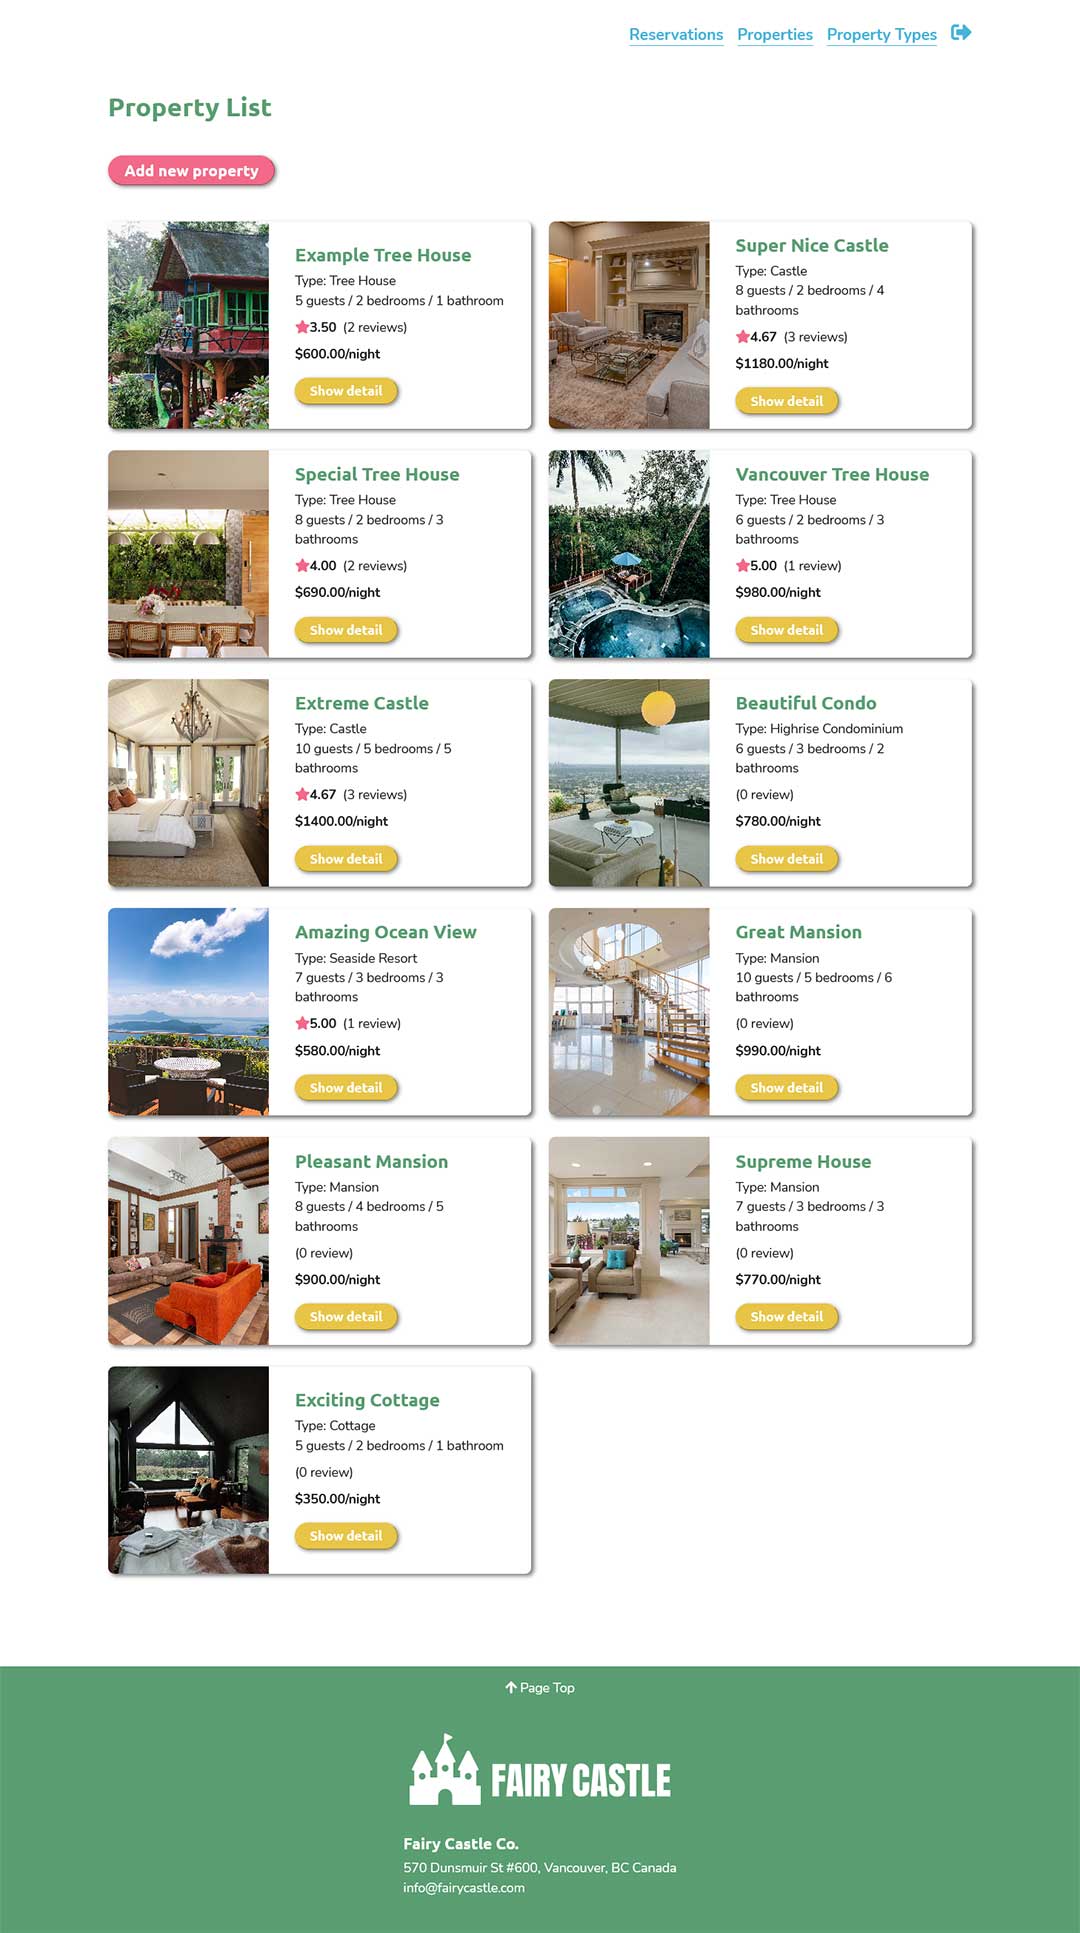 Reservations Properties Property Types
Property List
Add new property
Example Tree House
Type: Tree House
5 guests / 2 bedrooms / 1 bathroom
3.50 (2 reviews)
$600.00/night
Show detail
Super Nice Castle
Type: Castle
8 guests / 2 bedrooms / 4
bathrooms
4.67 (3 reviews)
$1180.00/night
Show detail
Special Tree House
Type: Tree House
8 guests / 2 bedrooms / 3
bathrooms
4.00 (2 reviews)
$690.00/night
Show detail
Vancouver Tree House
Type: Tree House
6 guests / 2 bedrooms / 3
bathrooms
5.00 (1 review)
$980.00/night
Show detail
Extreme Castle
Type: Castle
10 guests / 5 bedrooms / 5
bathrooms
4.67 (3 reviews)
$1400.00/night
Show detail
Beautiful Condo
Type: Highrise Condominium
6 guests / 3 bedrooms / 2
bathrooms
(0 review)
$780.00/night
Show detail
Amazing Ocean View
Type: Seaside Resort
7 guests / 3 bedrooms / 3
bathrooms
5.00 (1 review)
$580.00/night
Show detail
Great Mansion
Type: Mansion
10 guests / 5 bedrooms / 6
bathrooms
(0 review)
$990.00/night
Show detail
Pleasant Mansion
Type: Mansion
8 guests / 4 bedrooms / 5
bathrooms
(0 review)
$900.00/night
Show detail
Supreme House
Type: Mansion
7 guests / 3 bedrooms / 3
bathrooms
(0 review)
$770.00/night
Show detail
Exciting Cottage
Type: Cottage
5 guests / 2 bedrooms / 1 bathroom
(0 review)
$350.00/night
Show detail
Page Top
FAIRY CASTLE
Fairy Castle Co.
570 Dunsmuir St #600, Vancouver, BC Canada
info@fairycastle.com